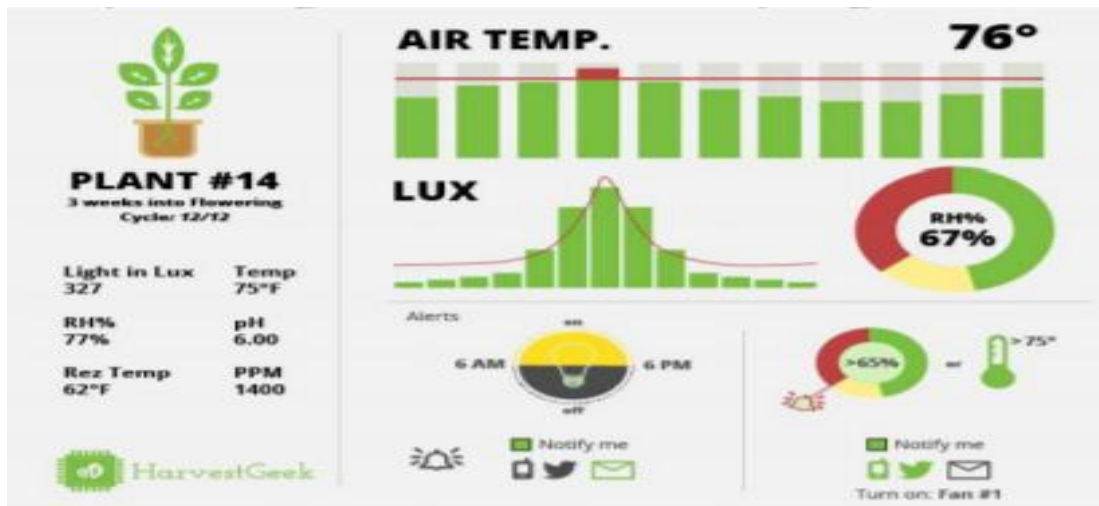 PLANT #14
3 weeks into Flowering
Cycle: 12/12
Light in Lux Temp
327 75°F
RH% pH
77% 6.00
Rez Temp PPM
62°F 1400
HarvestGeek
AIR TEMP. 76°
LUX
RH%
67%
Alerts
on
6 AM 6 PM
off
Notify me
>65% or >75°
Notify me
Turn on: Fan #1